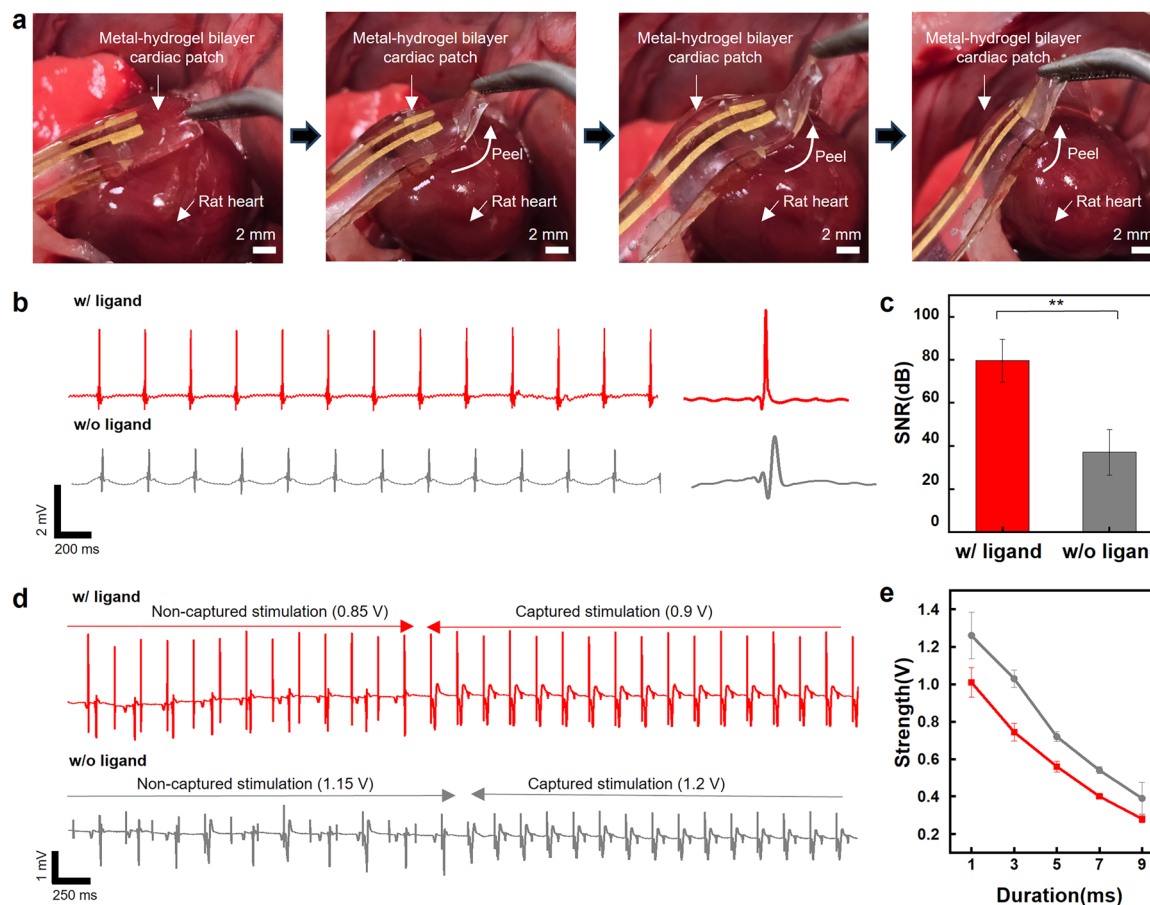 a
Metal-hydrogel bilayer
cardiac patch
Rat heart
2 mm
Metal-hydrogel bilayer
cardiac patch
Peel
Rat heart
2 mm
Metal-hydrogel bilayer
cardiac patch
Peel
Rat heart
2 mm
Metal-hydrogel bilayer
cardiac patch
Peel
Rat heart
2 mm
b
w/ ligand
w/o ligand
2 mV
200 ms
c
**
100
80
60
40
20
0
SNR(dB)
w/ ligand
w/o ligan
d
w/ ligand
Non-captured stimulation (0.85 V)
Captured stimulation (0.9 V)
w/o ligand
Non-captured stimulation (1.15 V)
Captured stimulation (1.2 V)
1 mV
250 ms
e
1.4
1.2
1.0
0.8
0.6
0.4
0.2
Strength(V)
1 3 5 7 9
Duration(ms)